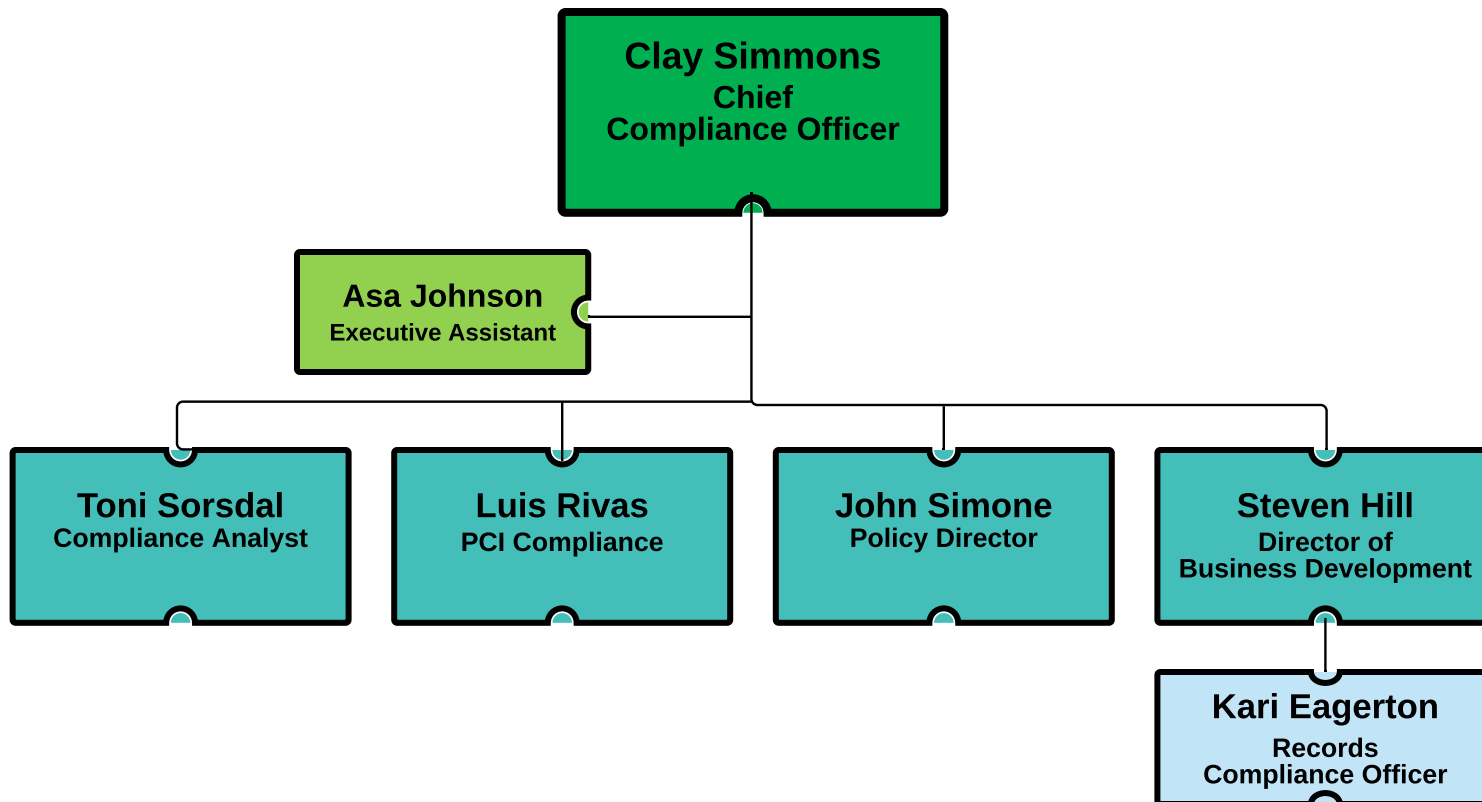 Clay Simmons
Chief
Compliance Officer
Asa Johnson
Executive Assistant
Toni Sorsdal
Compliance Analyst
Luis Rivas
PCI Compliance
John Simone
Policy Director
Steven Hill
Director of
Business Development
Kari Eagerton
Records
Compliance Officer